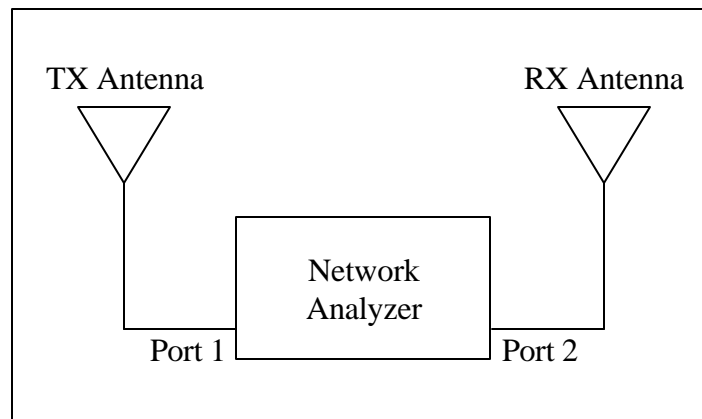 TX Antenna
RX Antenna
Network
Analyzer
Port 1
Port 2